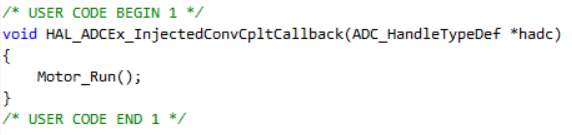 /* USER CODE BEGIN 1 */
void HAL_ADCEx_InjectedConvCpltCallback(ADC_HandleTypeDef *hadc)
{
    Motor_Run();
}
/* USER CODE END 1 */